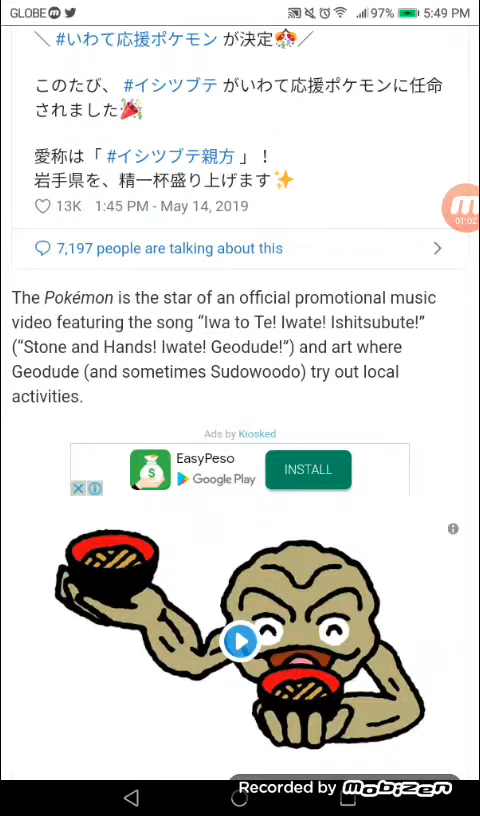 GLOBE 97% 5:49 PM
＼ #いわて応援ポケモン が決定 ／
このたび、 #イシツブテ がいわて応援ポケモンに任命
されました
愛称は「 #イシツブテ親方 」！
岩手県を、精一杯盛り上げます
13K 1:45 PM - May 14, 2019
01:02
7,197 people are talking about this
The Pokémon is the star of an official promotional music
video featuring the song “Iwa to Te! Iwate! Ishitsubute!”
(“Stone and Hands! Iwate! Geodude!”) and art where
Geodude (and sometimes Sudowoodo) try out local
activities.
Ads by Kiosked
EasyPeso
Google Play
INSTALL
Recorded by mobizen